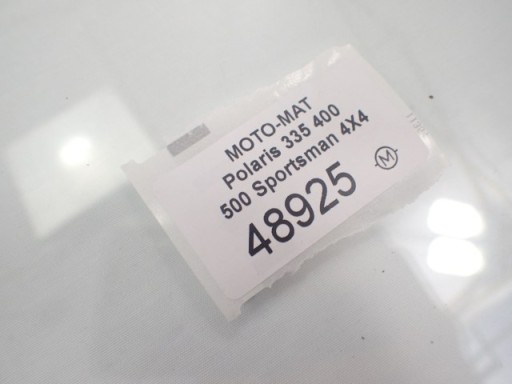 MOTO-MAT
Polaris 335 400
500 Sportsman 4X4
48925
M